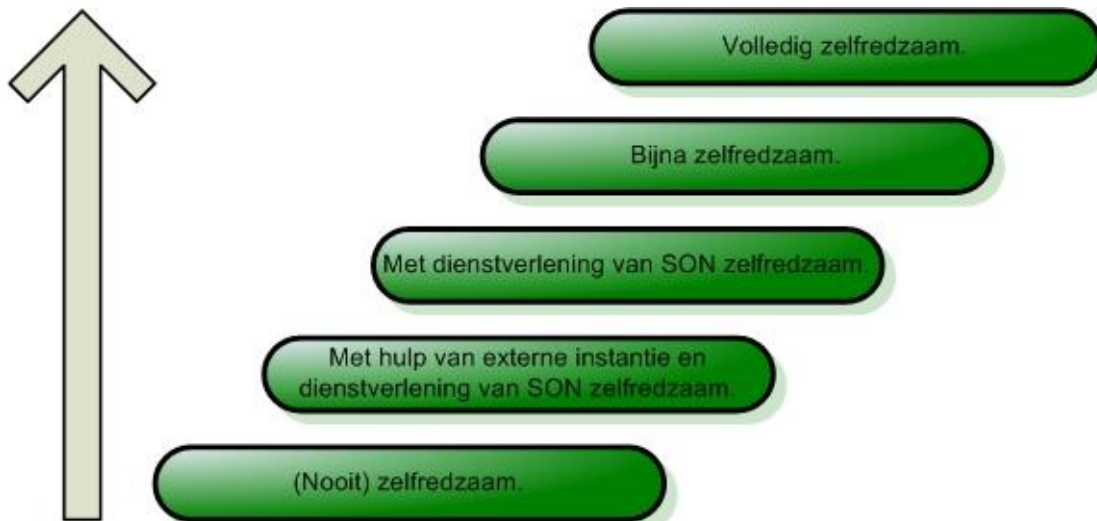 Volledig zelfredzaam.
Bijna zelfredzaam.
Met dienstverlening van SON zelfredzaam.
Met hulp van externe instantie en
dienstverlening van SON zelfredzaam.
(Nooit) zelfredzaam.